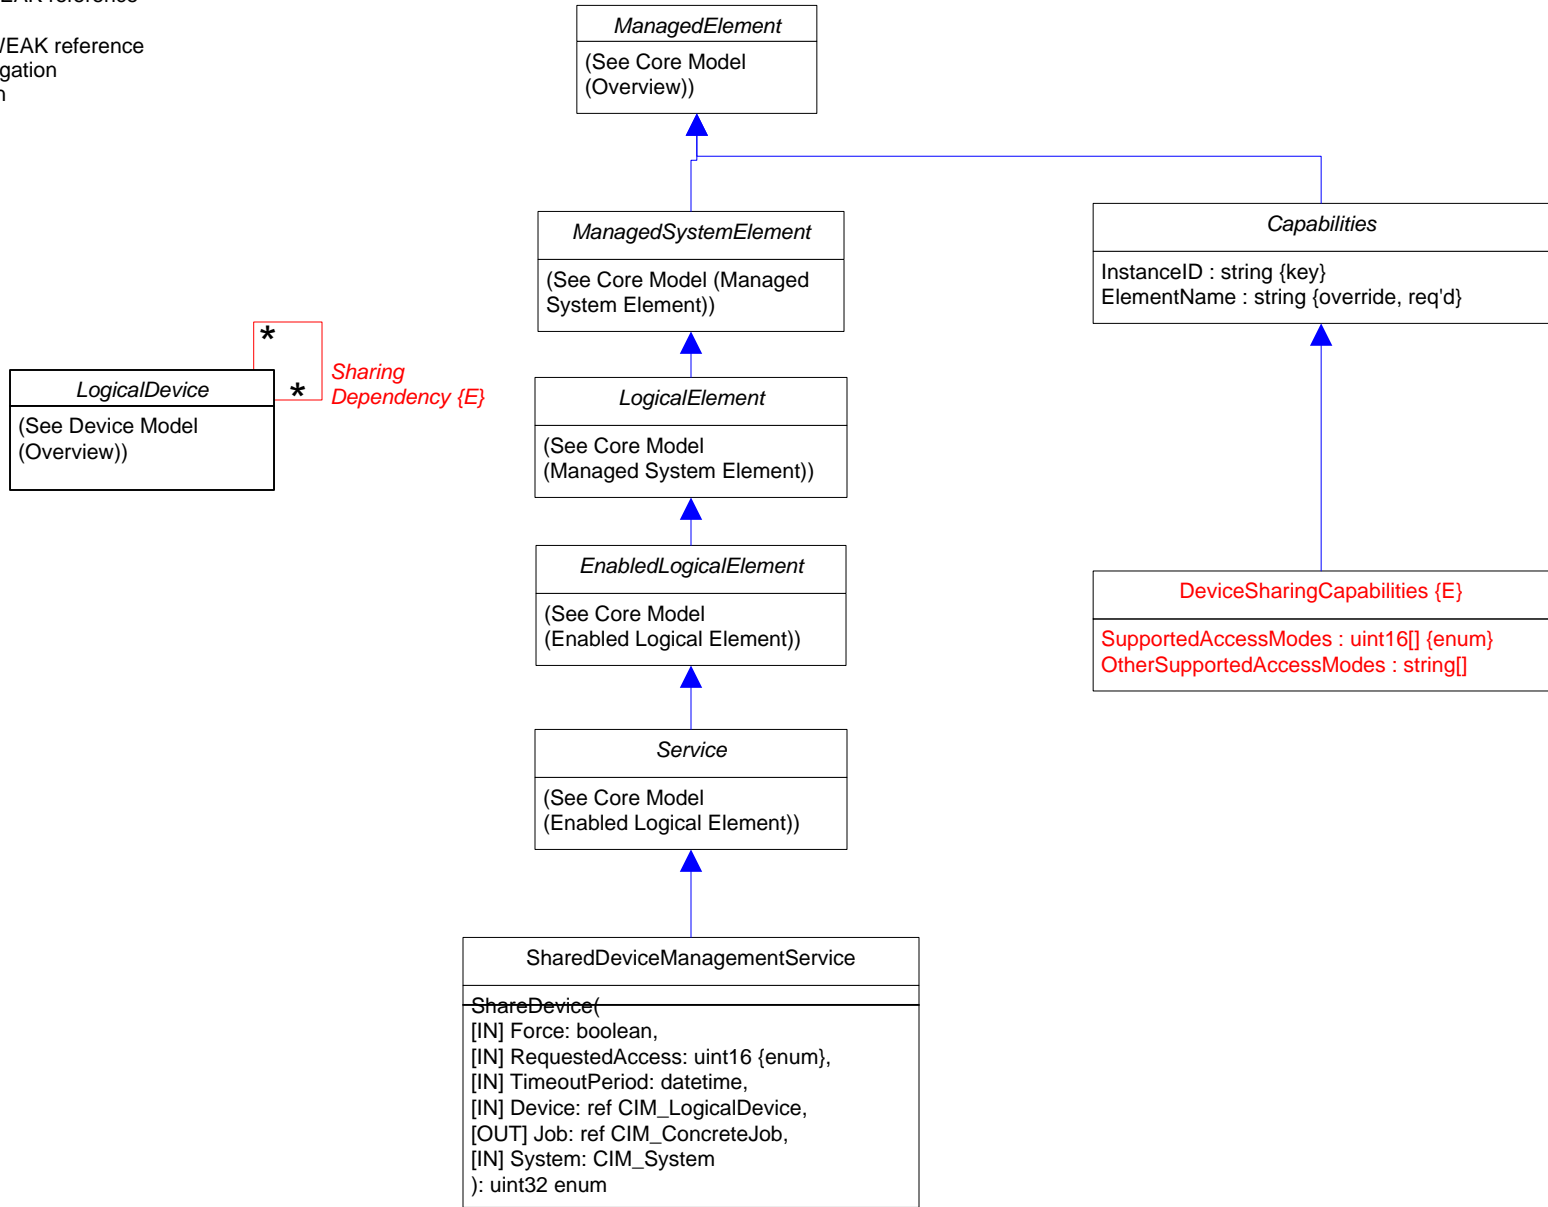 reference
WEAK reference
ManagedElement
(See Core Model
(Overview))
ManagedSystemElement
(See Core Model (Managed
System Element))
Capabilities
InstanceID : string {key}
ElementName : string {override, req'd}
*
*
Sharing
Dependency {E}
LogicalDevice
(See Device Model
(Overview))
LogicalElement
(See Core Model
(Managed System Element))
EnabledLogicalElement
(See Core Model
(Enabled Logical Element))
DeviceSharingCapabilities {E}
SupportedAccessModes : uint16[] {enum}
OtherSupportedAccessModes : string[]
Service
(See Core Model
(Enabled Logical Element))
SharedDeviceManagementService
ShareDevice(
[IN] Force: boolean,
[IN] RequestedAccess: uint16 {enum},
[IN] TimeoutPeriod: datetime,
[IN] Device: ref CIM_LogicalDevice,
[OUT] Job: ref CIM_ConcreteJob,
[IN] System: CIM_System
): uint32 enum